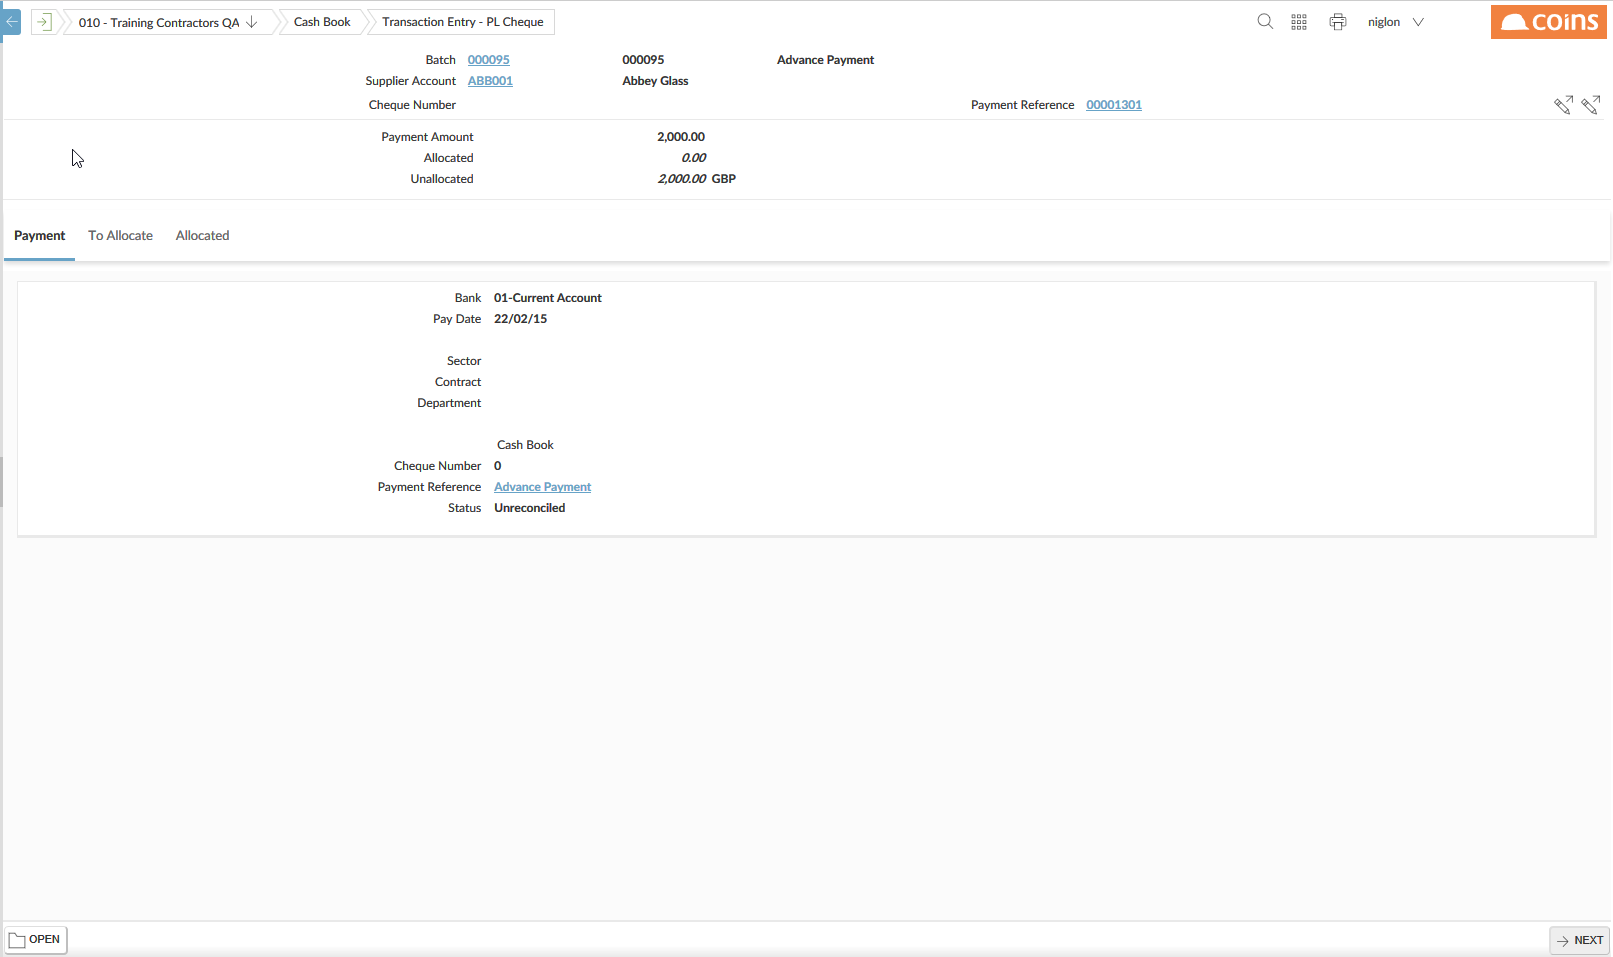 010 - Training Contractors QA
Cash Book
Transaction Entry - PL Cheque
niglon
coins
Batch 000095 000095 Advance Payment
Supplier Account ABB001 Abbey Glass
Cheque Number Payment Reference 00001301
Payment Amount 2,000.00
Allocated 0.00
Unallocated 2,000.00 GBP
Payment To Allocate Allocated
Bank 01-Current Account
Pay Date 22/02/15
Sector
Contract
Department
Cash Book
Cheque Number 0
Payment Reference Advance Payment
Status Unreconciled
OPEN
NEXT